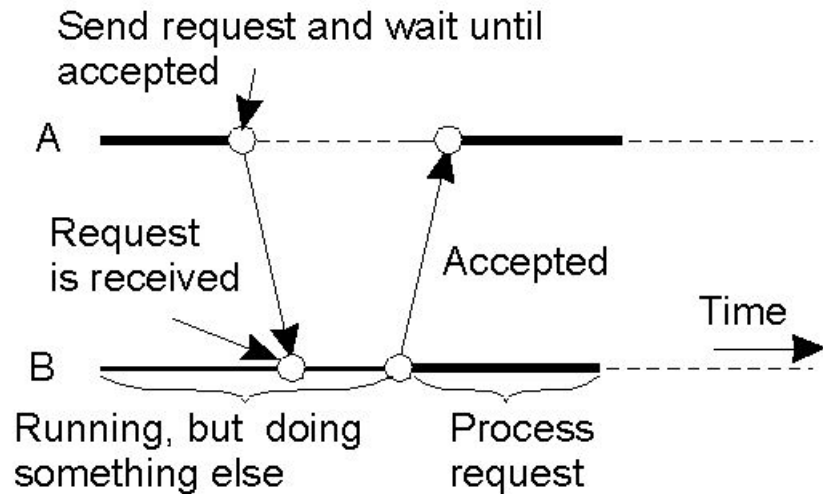 Send request and wait until
accepted
A
Request
is received
Accepted
Time
B
Running, but doing
something else
Process
request